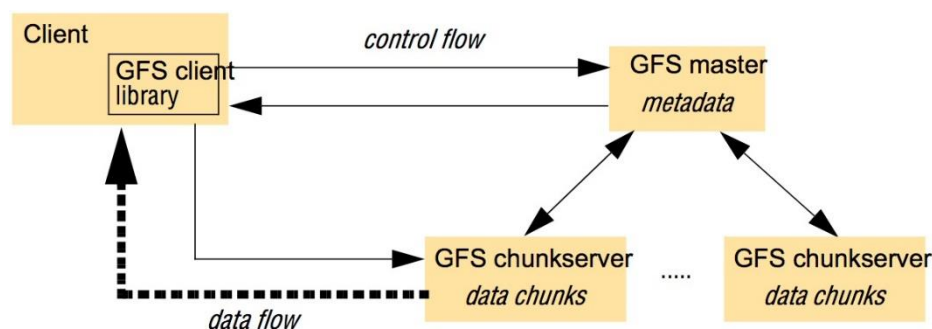 Client
control flow
GFS client
library
GFS master
metadata
GFS chunkserver
data chunks
.....
GFS chunkserver
data chunks
data flow